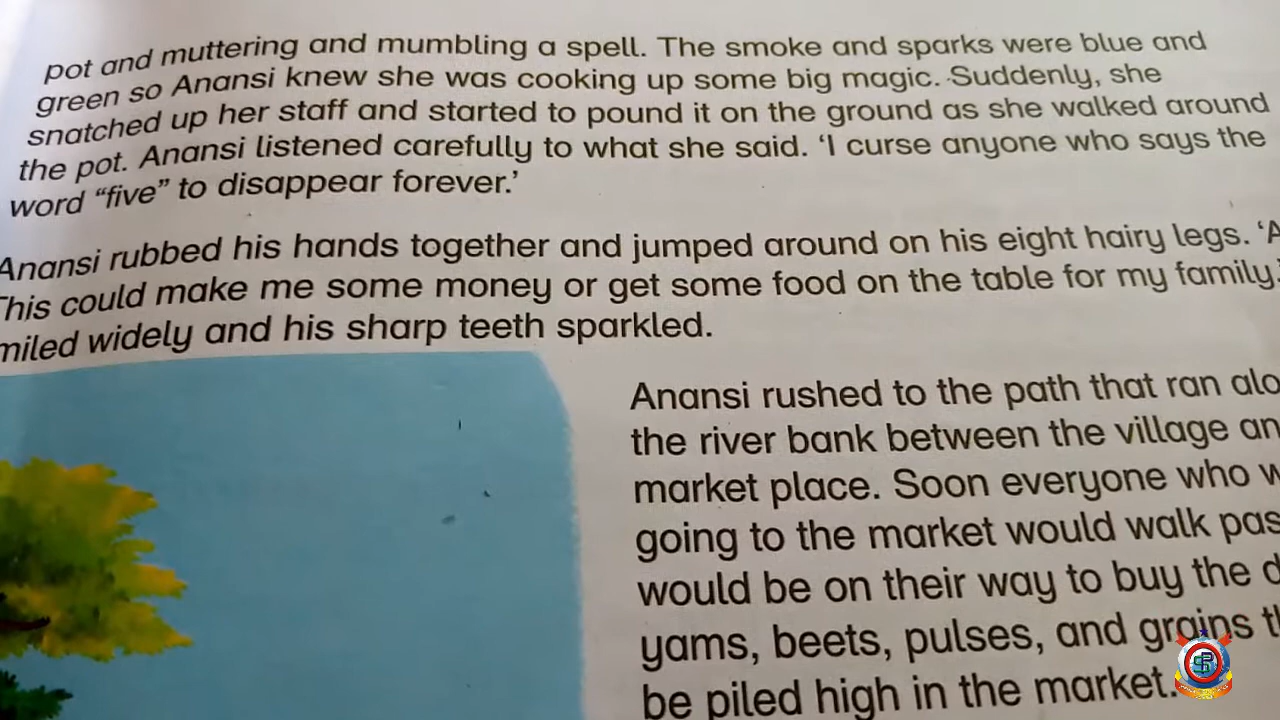 pot and muttering and mumbling a spell. The smoke and sparks were blue and
green so Anansi knew she was cooking up some big magic. Suddenly, she
snatched up her staff and started to pound it on the ground as she walked around
the pot. Anansi listened carefully to what she said. ‘I curse anyone who says the
word “five” to disappear forever.’
Anansi rubbed his hands together and jumped around on his eight hairy legs. ‘A
This could make me some money or get some food on the table for my family.’
miled widely and his sharp teeth sparkled.
Anansi rushed to the path that ran alo
the river bank between the village an
market place. Soon everyone who w
going to the market would walk pas
would be on their way to buy the d
yams, beets, pulses, and grains th
be piled high in the market.